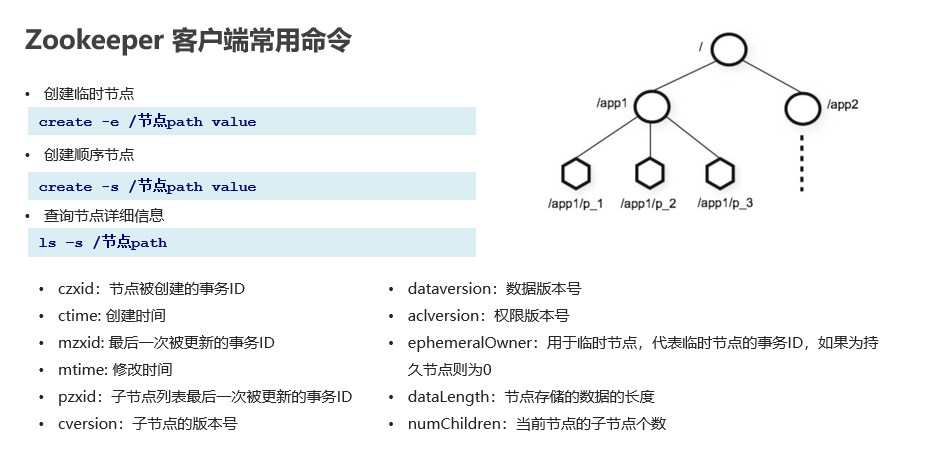 Zookeeper 客户端常用命令
• 创建临时节点
create -e /节点path value
• 创建顺序节点
create -s /节点path value
• 查询节点详细信息
ls –s /节点path
/
/app1
/app2
/app1/p_1
/app1/p_2
/app1/p_3
• czxid：节点被创建的事务ID
• ctime: 创建时间
• mzxid: 最后一次被更新的事务ID
• mtime: 修改时间
• pzxid：子节点列表最后一次被更新的事务ID
• cversion：子节点的版本号
• dataversion：数据版本号
• aclversion：权限版本号
• ephemeralOwner：用于临时节点，代表临时节点的事务ID，如果为持
久节点则为0
• dataLength：节点存储的数据的长度
• numChildren：当前节点的子节点个数